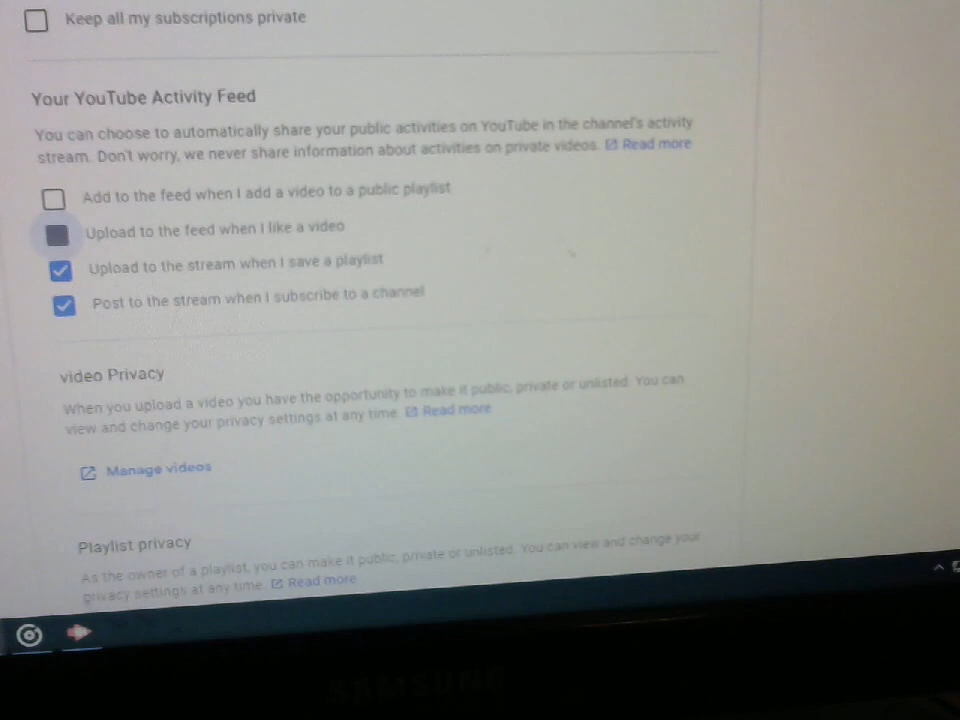 Keep all my subscriptions private
Your YouTube Activity Feed
You can choose to automatically share your public activities on YouTube in the channel's activity
stream. Don't worry, we never share information about activities on private videos. Read more
Add to the feed when I add a video to a public playlist
Upload to the feed when I like a video
Upload to the stream when I save a playlist
Post to the stream when I subscribe to a channel
video Privacy
When you upload a video you have the opportunity to make it public, private or unlisted. You can
view and change your privacy settings at any time. Read more
Manage videos
Playlist privacy
As the owner of a playlist, you can make it public, private or unlisted. You can view and change your
privacy settings at any time. Read more
SAMSUNG